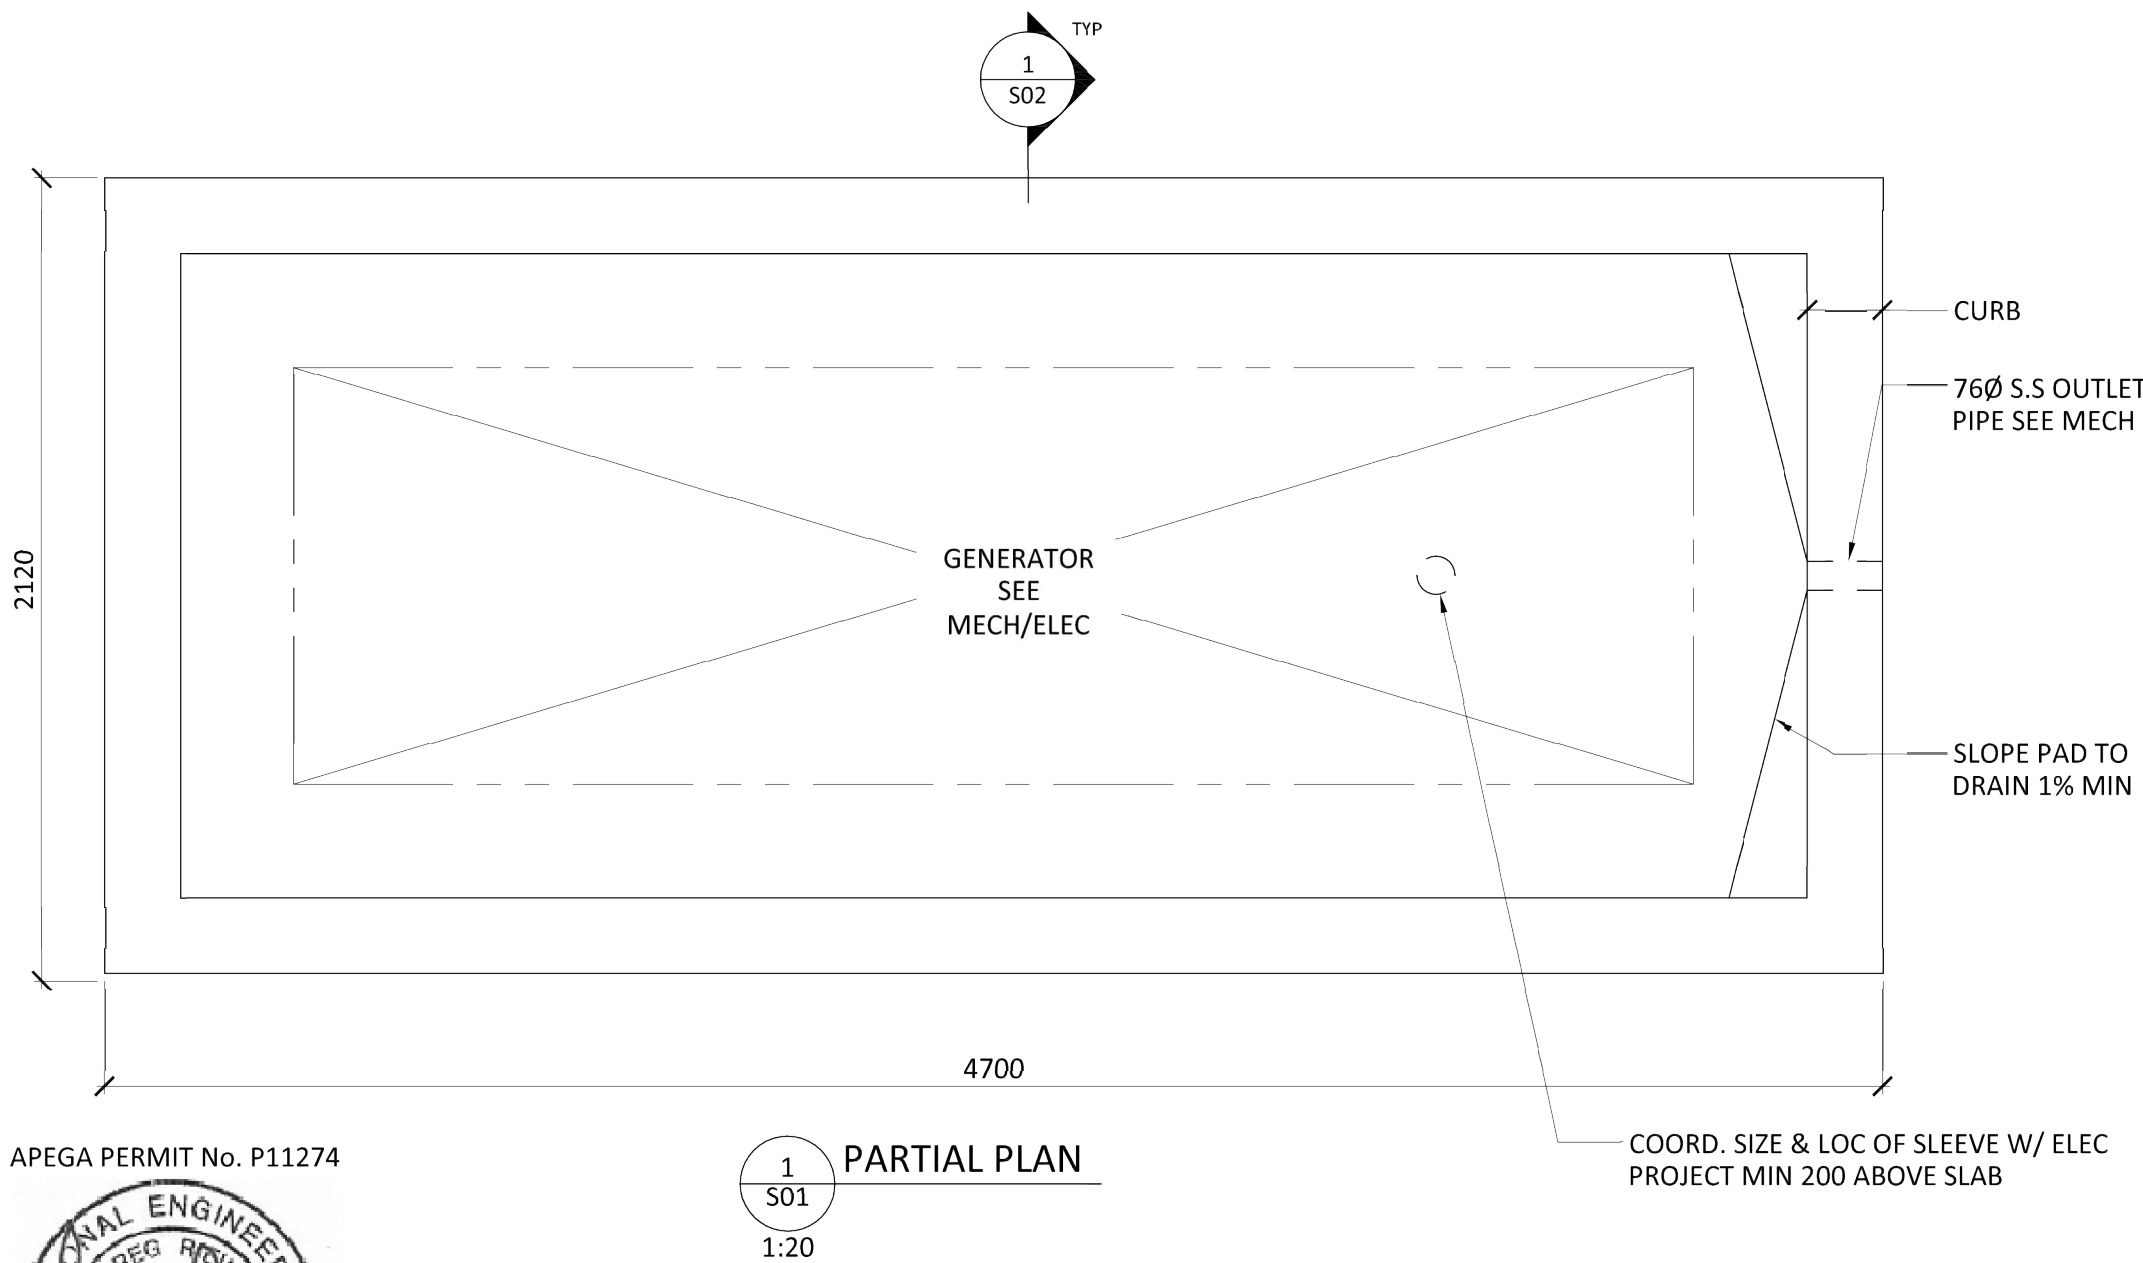 TYP
1
S02
CURB
76Ø S.S OUTLET
PIPE SEE MECH
2120
GENERATOR
SEE
MECH/ELEC
SLOPE PAD TO
DRAIN 1% MIN
4700
COORD. SIZE & LOC OF SLEEVE W/ ELEC
PROJECT MIN 200 ABOVE SLAB
APEGA PERMIT No. P11274
1
S01
PARTIAL PLAN
1:20
ENGINEER
REG